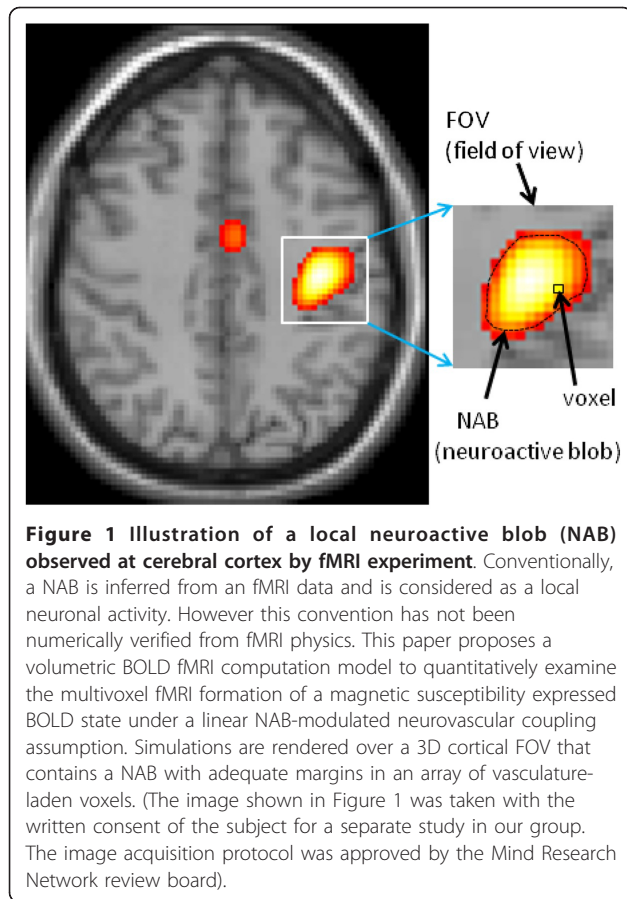 FOV
(field of view)
voxel
NAB
(neuroactive blob)
Figure 1 Illustration of a local neuroactive blob (NAB)
observed at cerebral cortex by fMRI experiment. Conventionally,
a NAB is inferred from an fMRI data and is considered as a local
neuronal activity. However this convention has not been
numerically verified from fMRI physics. This paper proposes a
volumetric BOLD fMRI computation model to quantitatively examine
the multivoxel fMRI formation of a magnetic susceptibility expressed
BOLD state under a linear NAB-modulated neurovascular coupling
assumption. Simulations are rendered over a 3D cortical FOV that
contains a NAB with adequate margins in an array of vasculature-
laden voxels. (The image shown in Figure 1 was taken with the
written consent of the subject for a separate study in our group.
The image acquisition protocol was approved by the Mind Research
Network review board).